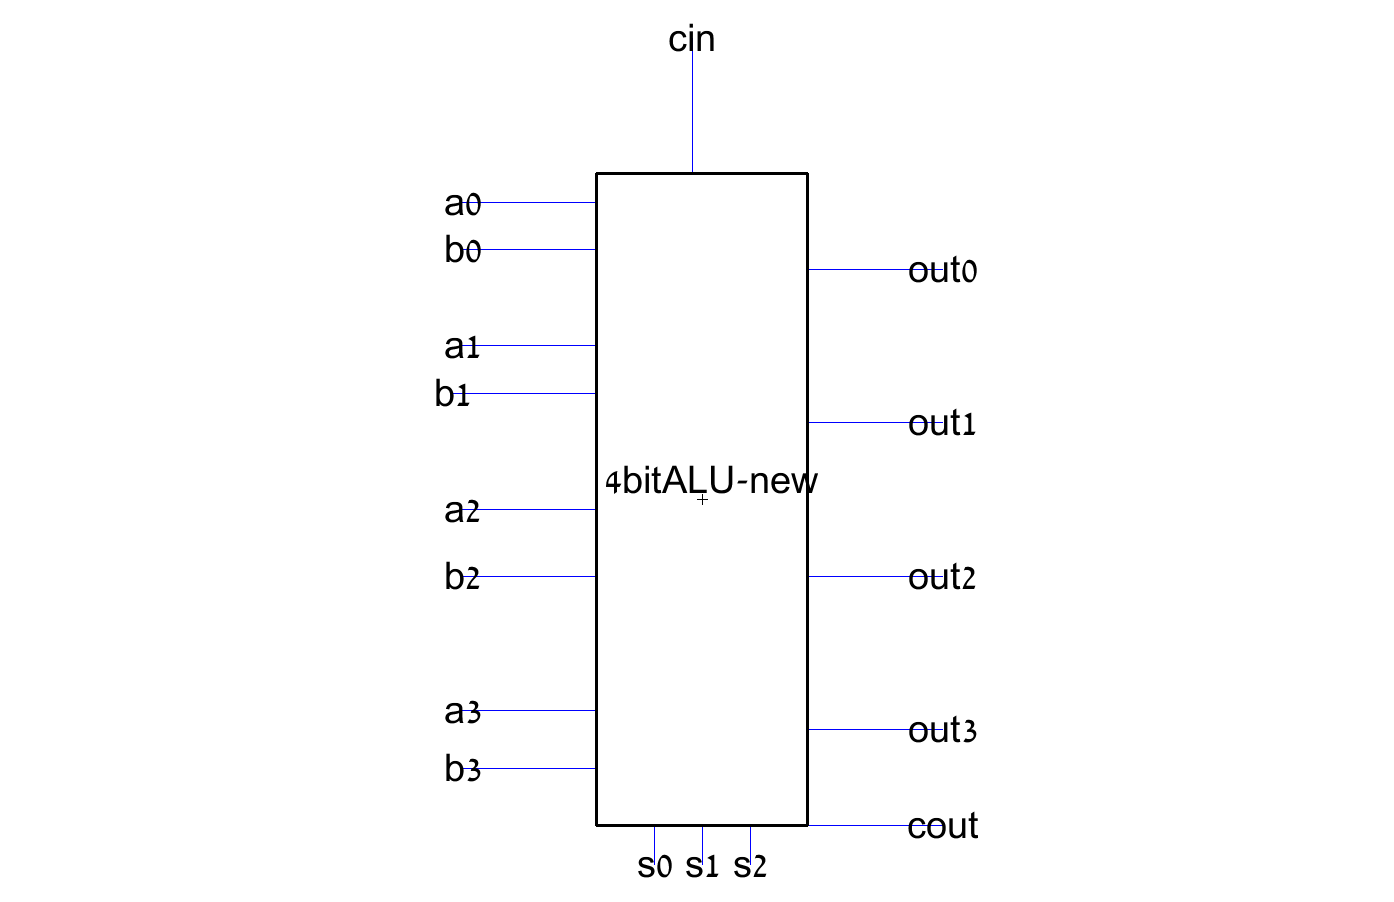 cin
a0
b0
out0
a1
b1
out1
4bitALU-new
a2
b2
out2
a3
out3
b3
cout
s0 s1 s2